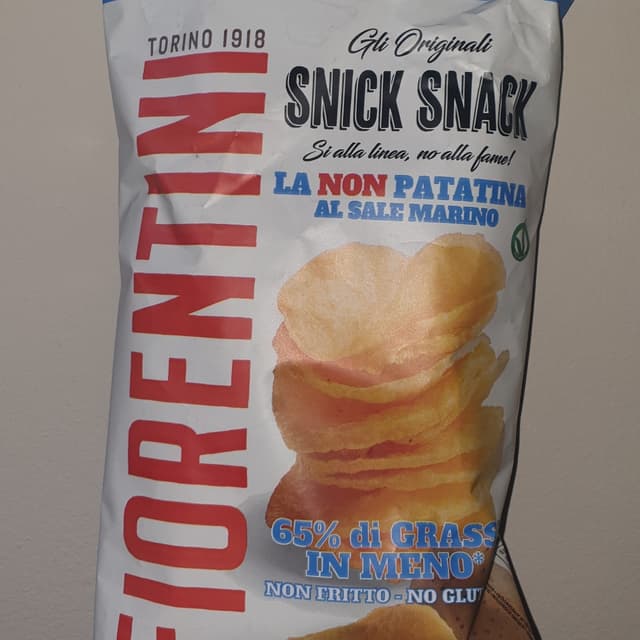 TORINO 1918
FIORENTINI
Gli Originali
SNICK SNACK
Si alla linea, no alla fame!
LA NON PATATINA
AL SALE MARINO
65% di GRASS
IN MENO*
NON FRITTO - NO GLUT